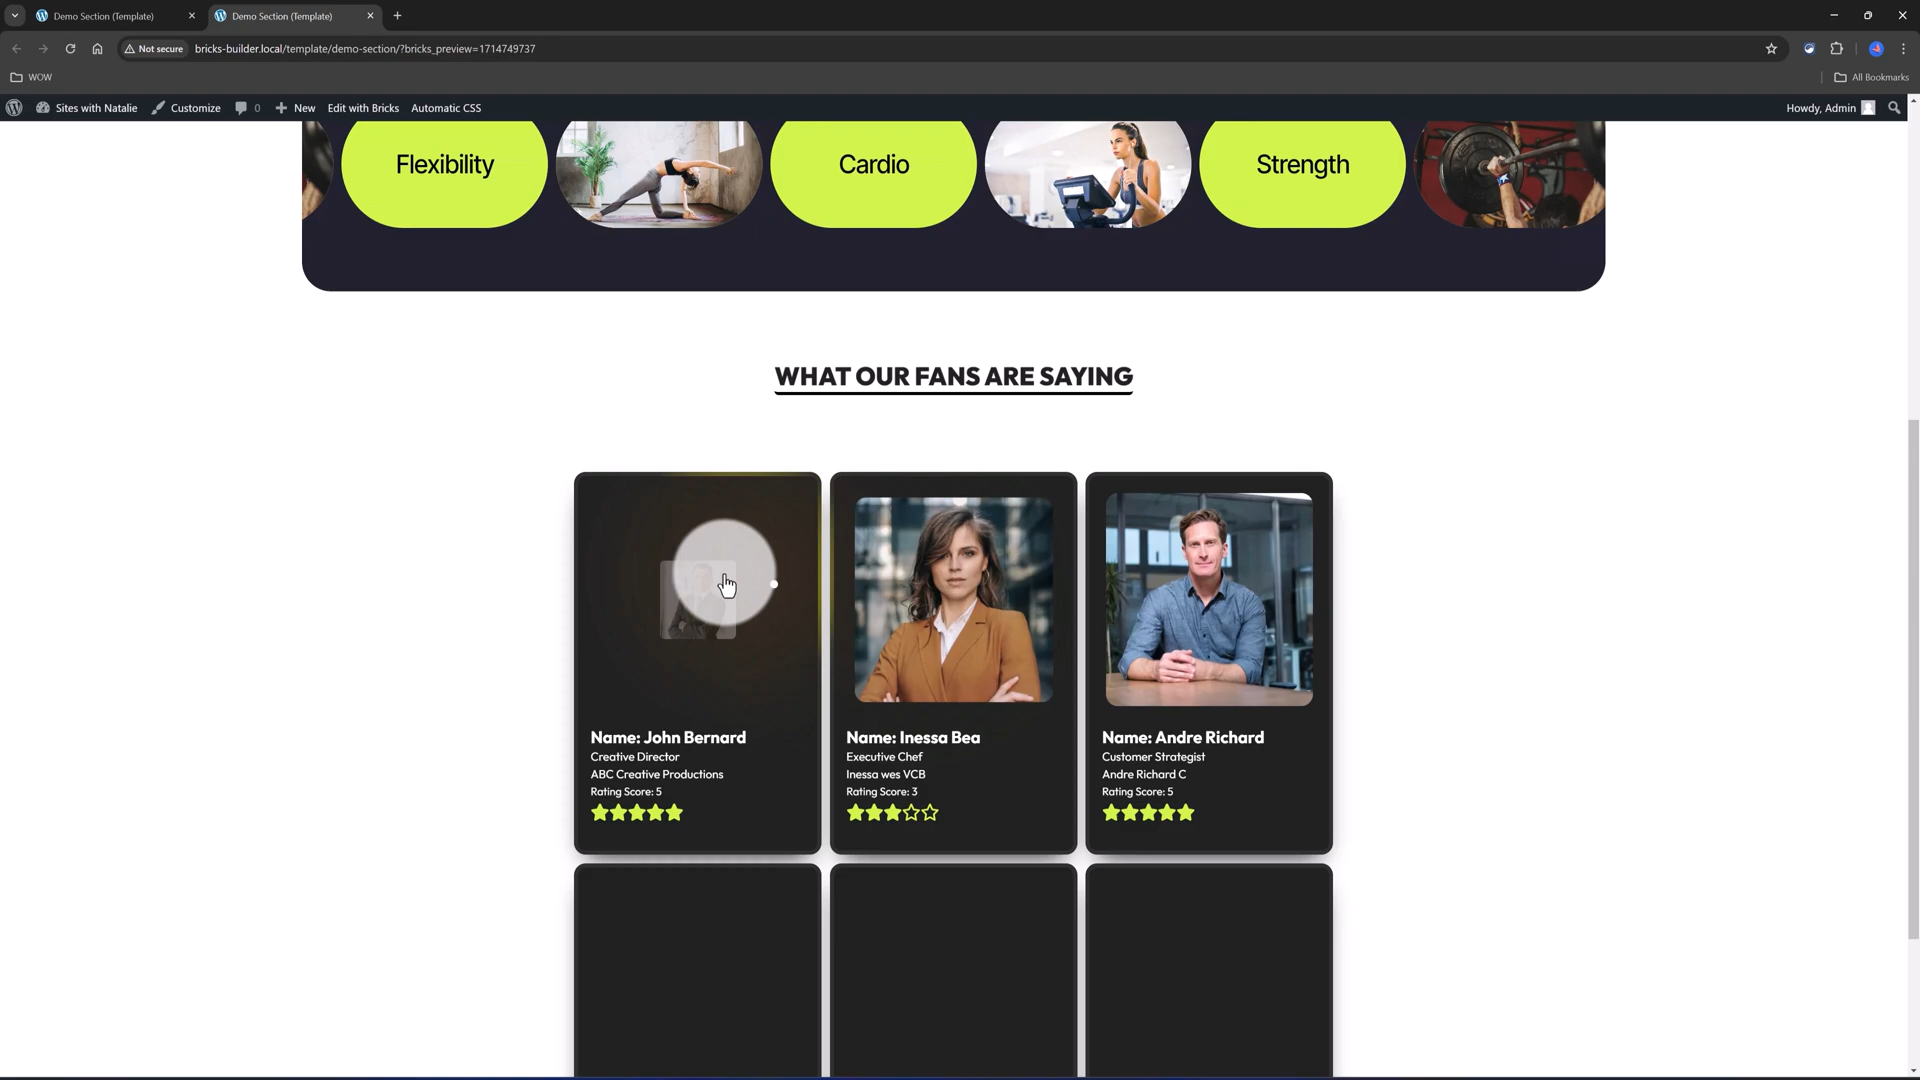 Demo Section (Template)
Demo Section (Template)
Not secure
bricks-builder.local/template/demo-section/?bricks_preview=1714749737
WOW
All Bookmarks
Sites with Natalie
Customize
0
New
Edit with Bricks
Automatic CSS
Howdy, Admin
Flexibility
Cardio
Strength
WHAT OUR FANS ARE SAYING
Name: John Bernard
Creative Director
ABC Creative Productions
Rating Score: 5
Name: Inessa Bea
Executive Chef
Inessa wes VCB
Rating Score: 3
Name: Andre Richard
Customer Strategist
Andre Richard C
Rating Score: 5